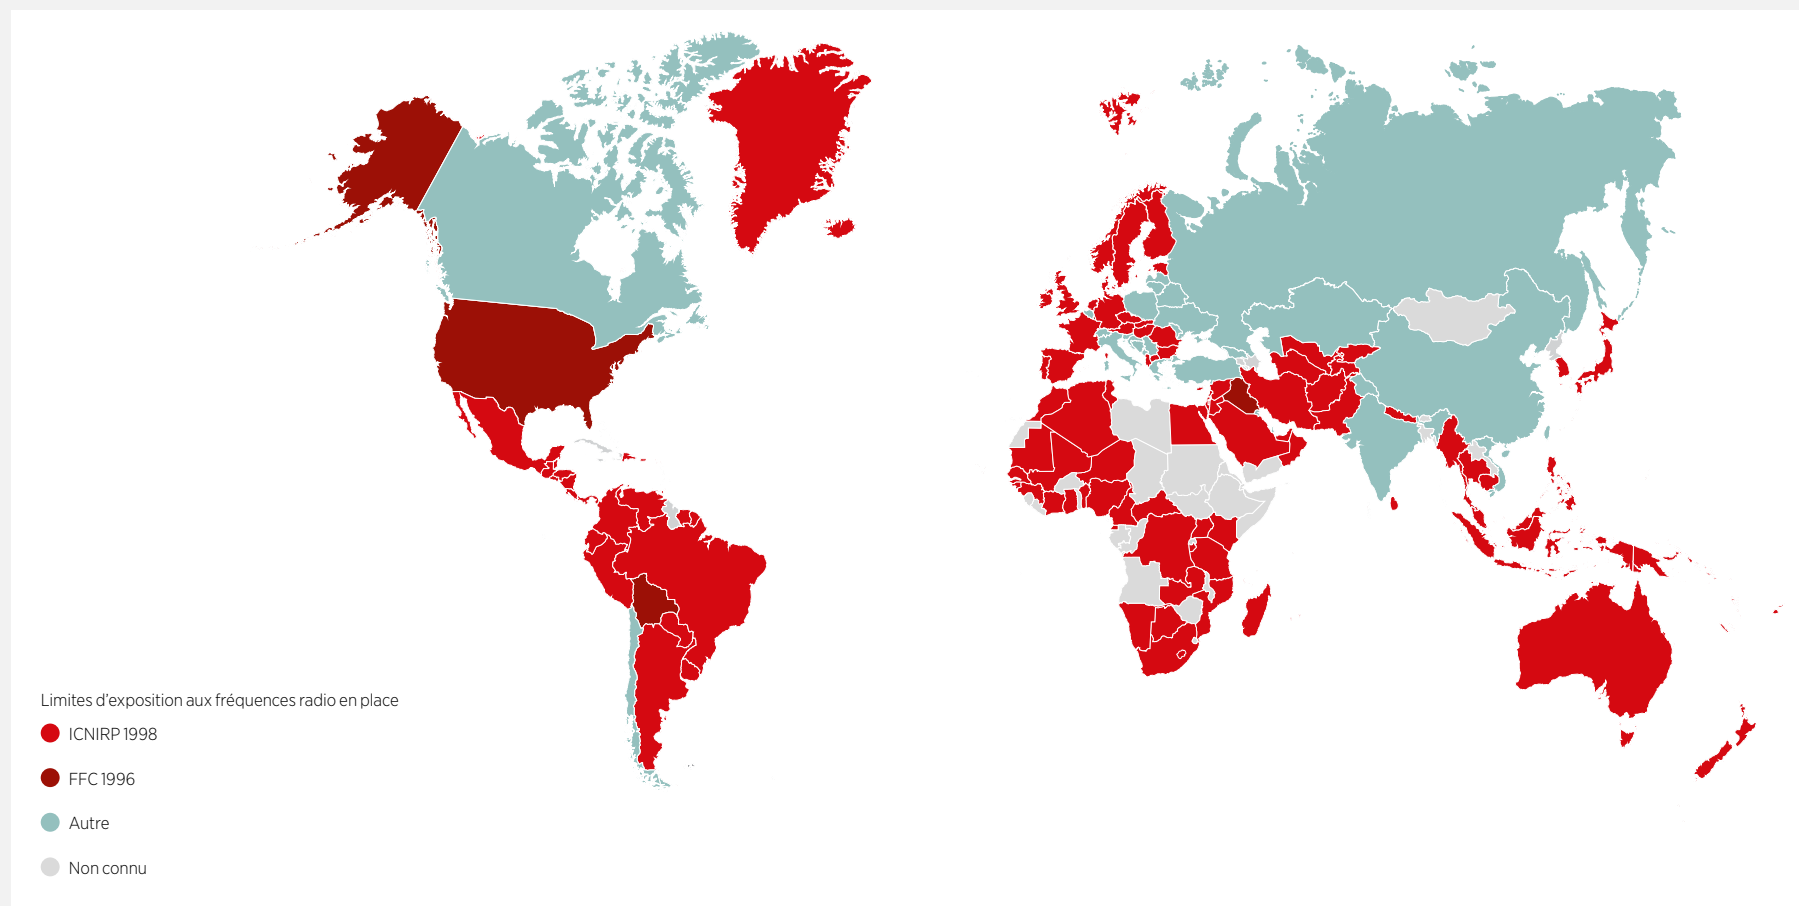 Limites d’exposition aux fréquences radio en place
ICNIRP 1998
FFC 1996
Autre
Non connu